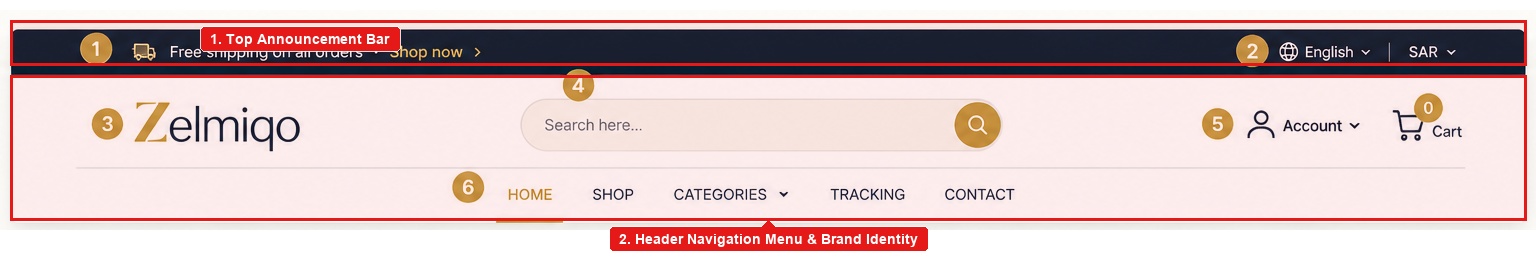 1. Top Announcement Bar
1
Free shipping on all orders • Shop now
2
English
SAR
4
3
Zelmiqo
Search here...
5
Account
0
Cart
6
HOME
SHOP
CATEGORIES
TRACKING
CONTACT
2. Header Navigation Menu & Brand Identity